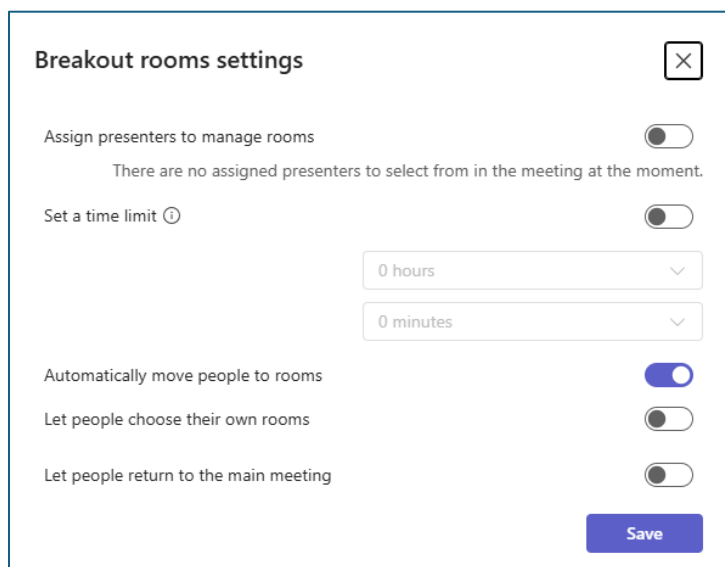 Breakout rooms settings
Assign presenters to manage rooms
There are no assigned presenters to select from in the meeting at the moment.
Set a time limit
0 hours
0 minutes
Automatically move people to rooms
Let people choose their own rooms
Let people return to the main meeting
Save